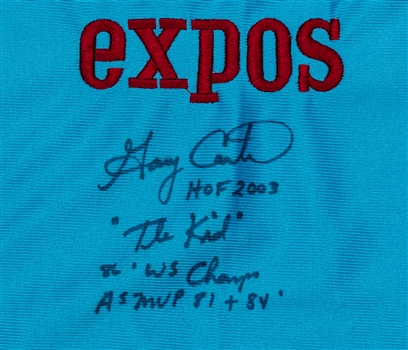 expos
Gary Carter
HOF 2003
"The Kid"
86' WS Champs
AS MVP 81 + 84'